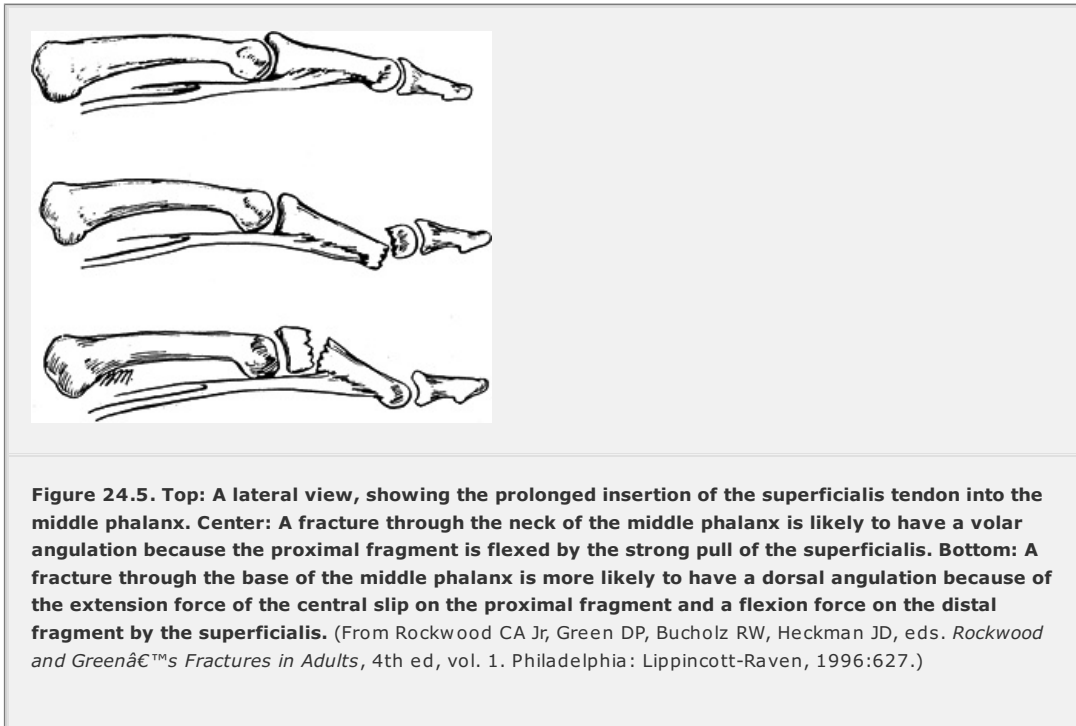 Figure 24.5. Top: A lateral view, showing the prolonged insertion of the superficialis tendon into the
middle phalanx. Center: A fracture through the neck of the middle phalanx is likely to have a volar
angulation because the proximal fragment is flexed by the strong pull of the superficialis. Bottom: A
fracture through the base of the middle phalanx is more likely to have a dorsal angulation because of
the extension force of the central slip on the proximal fragment and a flexion force on the distal
fragment by the superficialis. (From Rockwood CA Jr, Green DP, Bucholz RW, Heckman JD, eds. Rockwood
and Greenâ€™s Fractures in Adults, 4th ed, vol. 1. Philadelphia: Lippincott-Raven, 1996:627.)